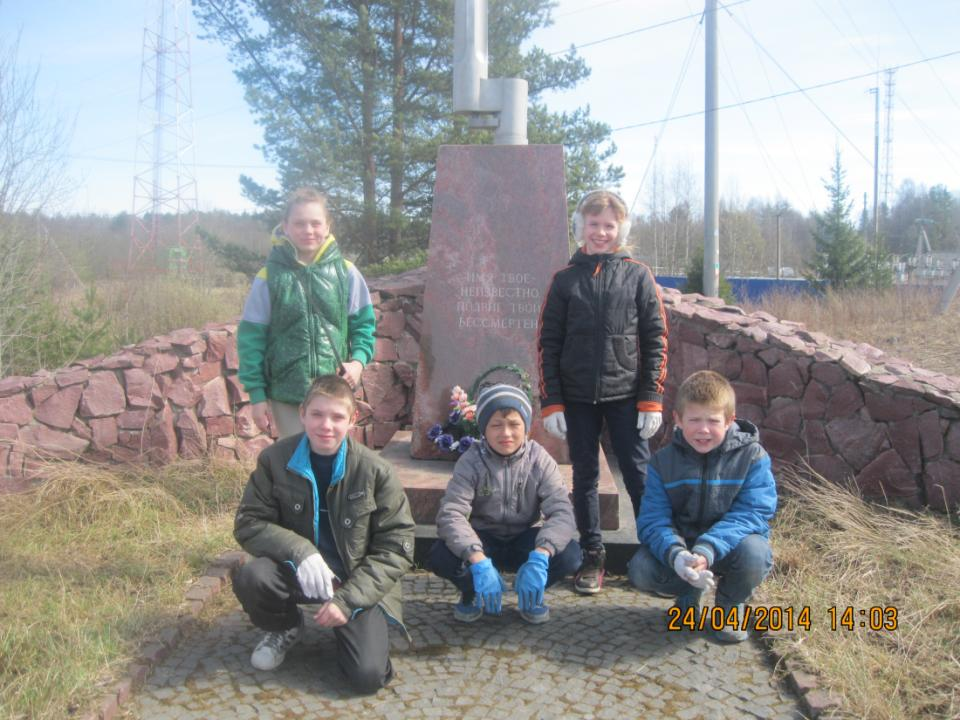 ИМЯ ТВОЕ-
НЕИЗВЕСТНО,
ПОДВИГ ТВОЙ
БЕССМЕРТЕН
24/04/2014 14:03